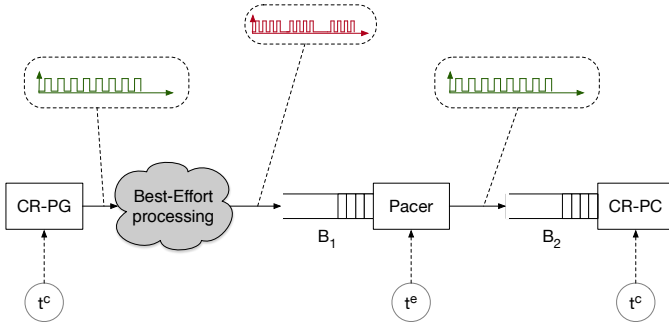 CR-PG
Best-Effort
processing
B₁
Pacer
B₂
CR-PC
tᶜ
tᵉ
tᶜ